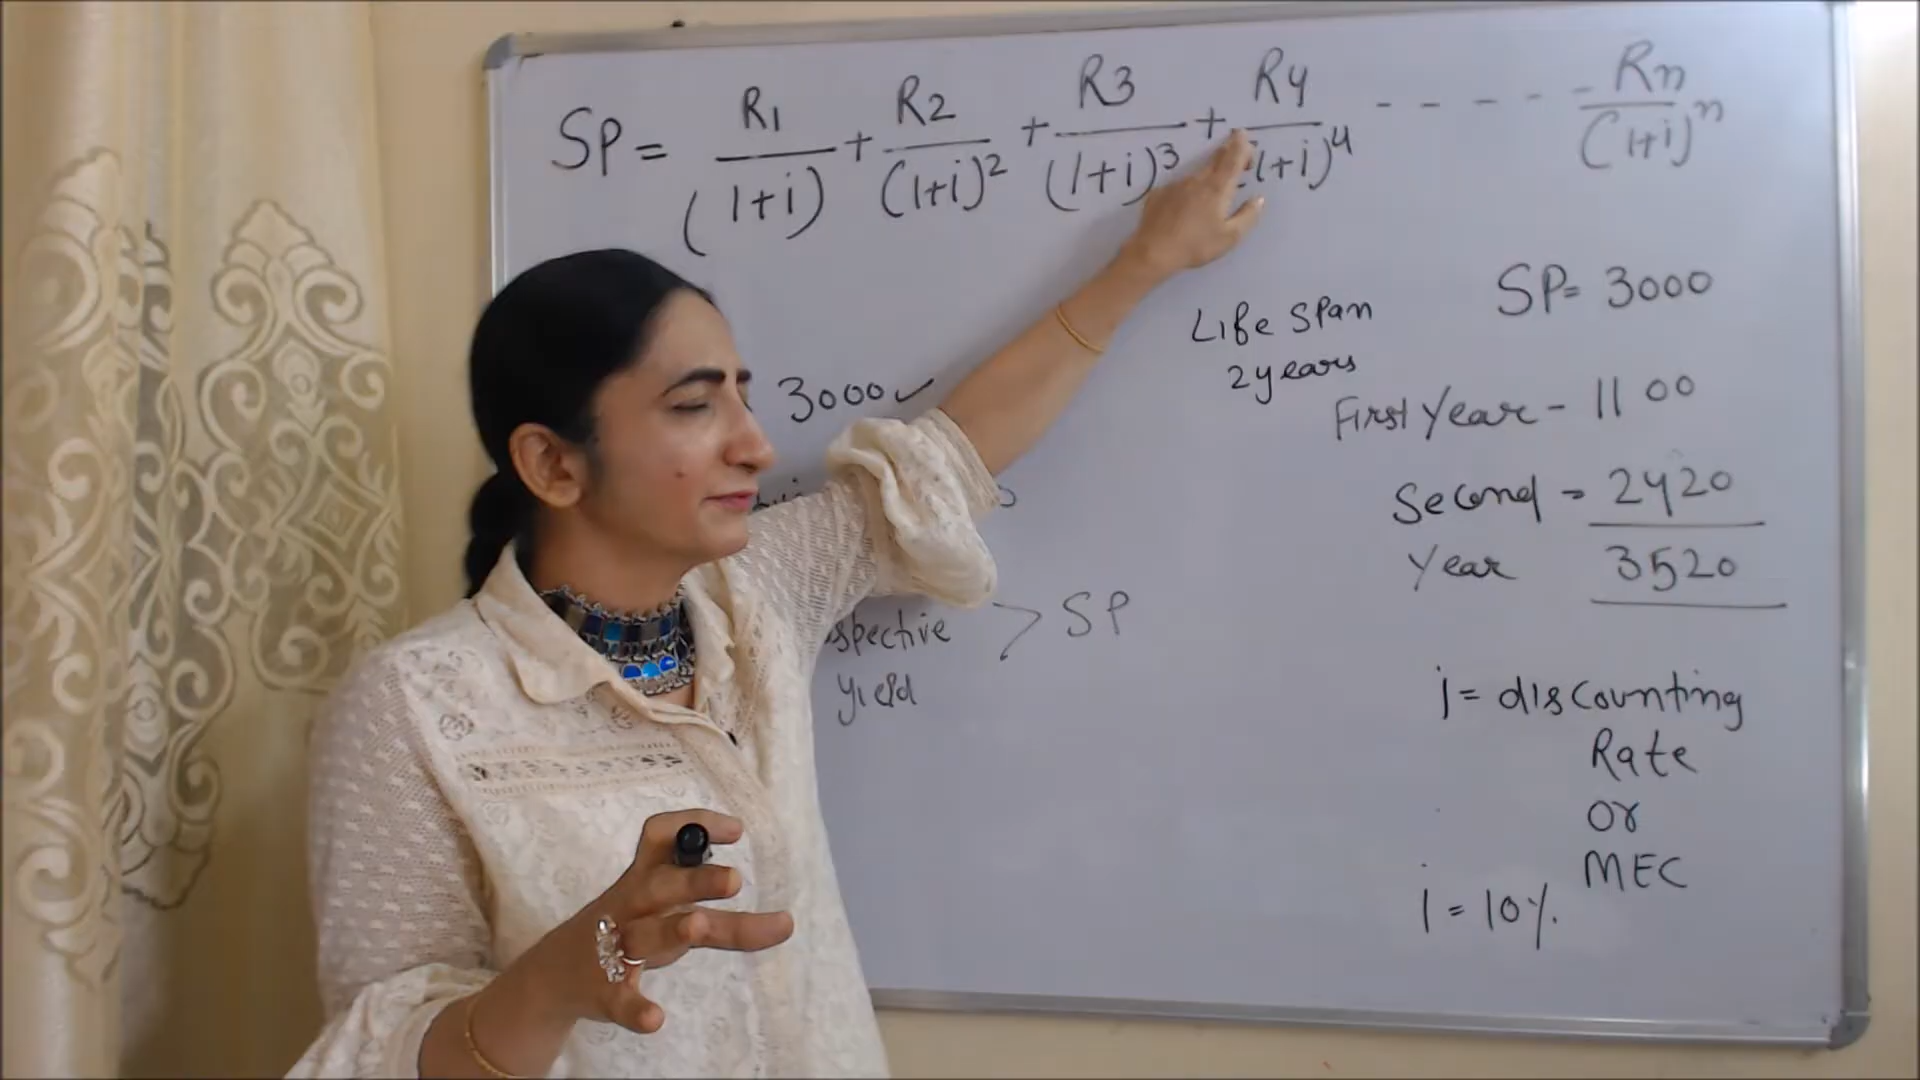 SP = R1/(1+i) + R2/(1+i)^2 + R3/(1+i)^3 + R4/(1+i)^4 - - - - - - Rn/(1+i)^n
3000 ✓
yield
> SP
Life Span
2 years
SP= 3000
First Year - 1100
Second = 2420
Year 3520
i = discounting
Rate
or
MEC
i = 10%.